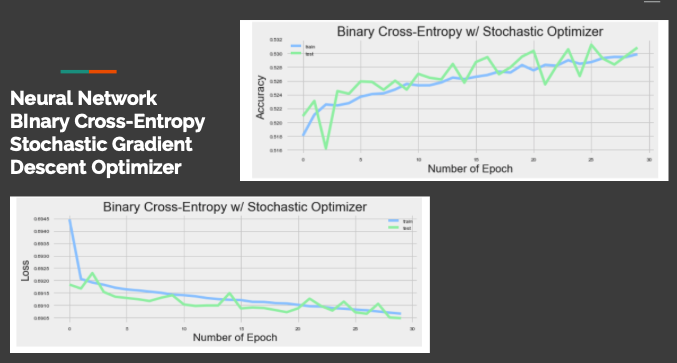 Neural Network
BInary Cross-Entropy
Stochastic Gradient
Descent Optimizer
Binary Cross-Entropy w/ Stochastic Optimizer
train
test
Accuracy
0.532
0.530
0.528
0.526
0.524
0.522
0.520
0.518
0.516
0 5 10 15 20 25 30
Number of Epoch
Binary Cross-Entropy w/ Stochastic Optimizer
train
test
Loss
0.6945
0.6940
0.6935
0.6930
0.6925
0.6920
0.6915
0.6910
0.6905
0 5 10 15 20 25 30
Number of Epoch